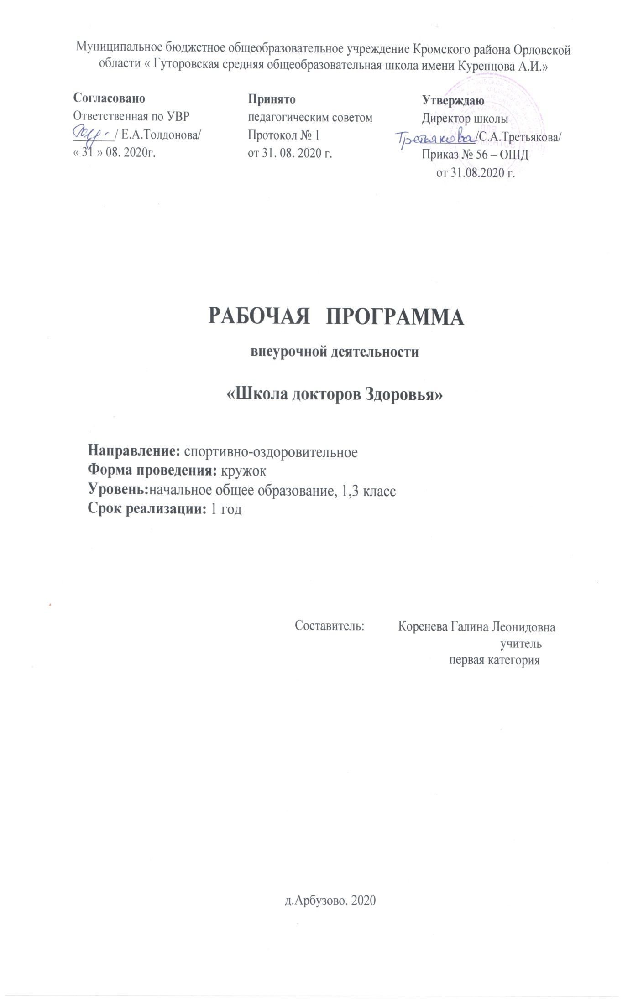 Муниципальное бюджетное общеобразовательное учреждение Кромского района Орловской
области « Гуторовская средняя общеобразовательная школа имени Куренцова А.И.»
Согласовано
Ответственная по УВР
/ Е.А.Толдонова/
« 31 » 08. 2020г.
Принято
педагогическим советом
Протокол № 1
от 31. 08. 2020 г.
Утверждаю
Директор школы
Третьякова/С.А.Третьякова/
Приказ № 56 – ОШД
от 31.08.2020 г.
ДЛЯ
РАБОЧАЯ ПРОГРАММА
внеурочной деятельности
«Школа докторов Здоровья»
Направление: спортивно-оздоровительное
Форма проведения: кружок
Уровень:начальное общее образование, 1,3 класс
Срок реализации: 1 год
Составитель: Коренева Галина Леонидовна
учитель
первая категория
д.Арбузово. 2020